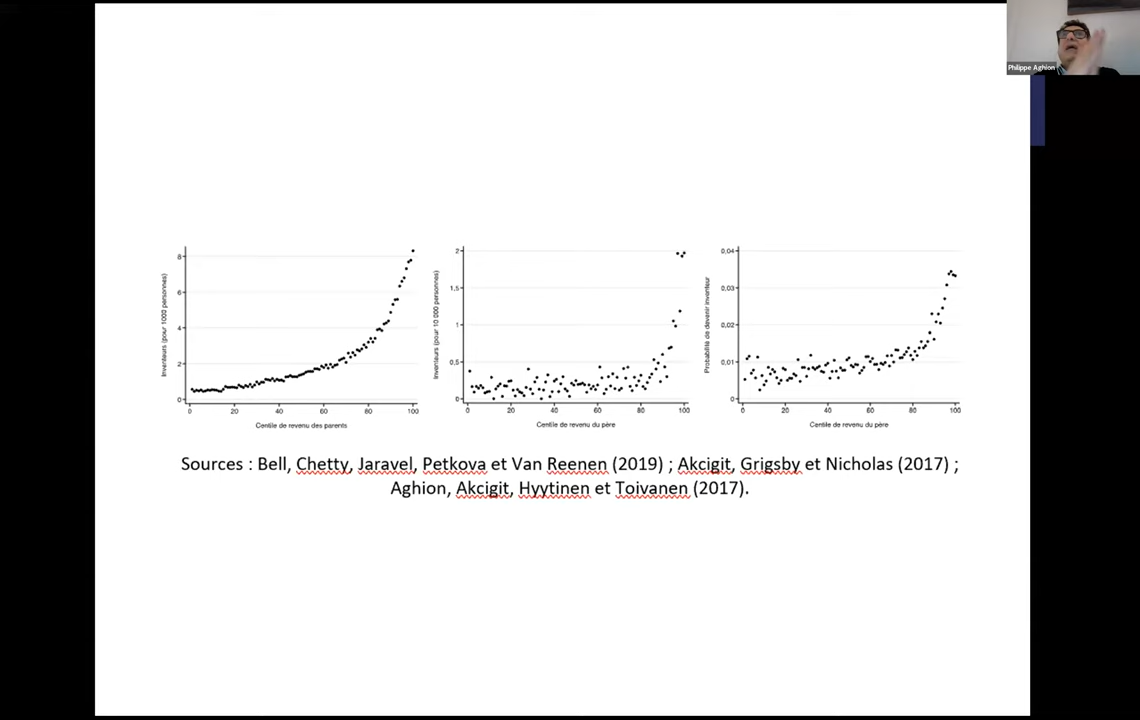 Philippe Aghion
Inventeurs (pour 1000 personnes)
8
6
4
2
0
0 20 40 60 80 100
Centile de revenu des parents
Inventeurs (pour 10 000 personnes)
2
1,5
1
0,5
0
0 20 40 60 80 100
Centile de revenu du père
Probabilité de devenir inventeur
0,04
0,03
0,02
0,01
0
0 20 40 60 80 100
Centile de revenu du père
Sources : Bell, Chetty, Jaravel, Petkova et Van Reenen (2019) ; Akcigit, Grigsby et Nicholas (2017) ;
Aghion, Akcigit, Hyytinen et Toivanen (2017).